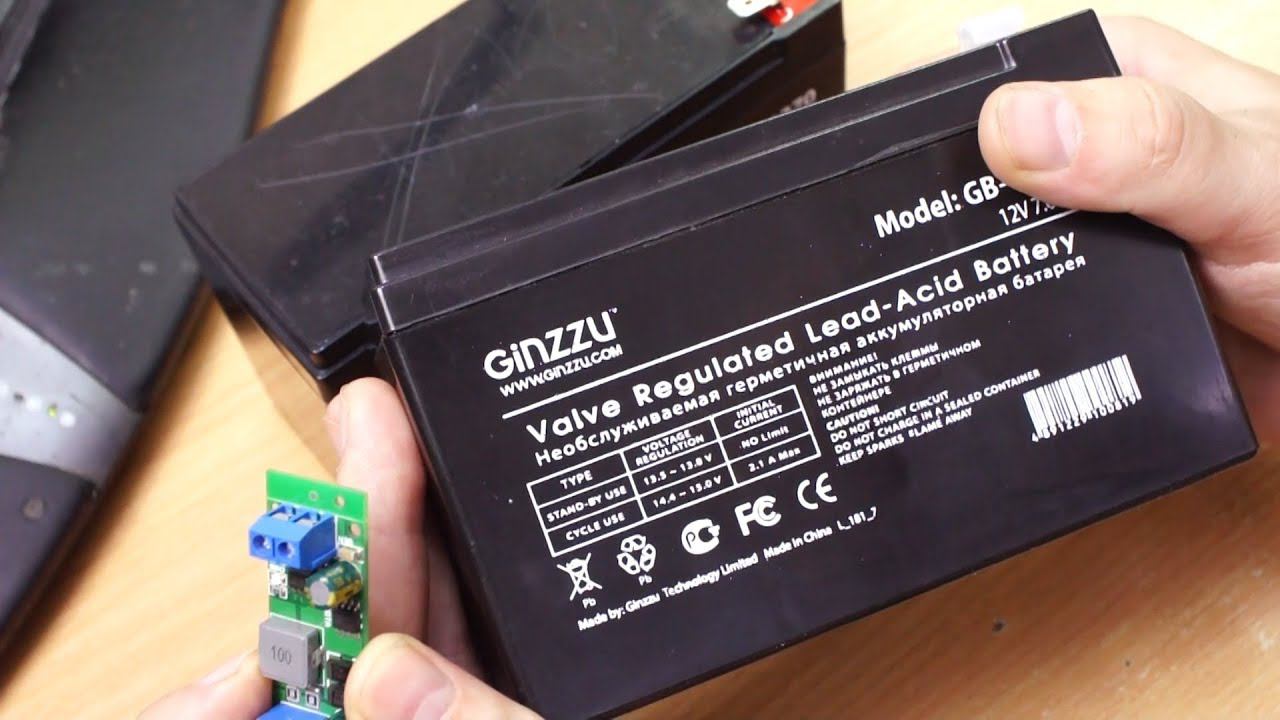 Model: GB-
12V 7.
GiNZZU
WWW.GINZZU.COM
Valve Regulated Lead-Acid Battery
Необслуживаемая герметичная аккумуляторная батарея
TYPE VOLTAGE REGULATION INITIAL CURRENT
STAND-BY USE 13.5 ~ 13.8 V NO Limit
CYCLE USE 14.4 ~ 15.0 V 2.1 A Max
ВНИМАНИЕ!
НЕ ЗАМЫКАТЬ КЛЕММЫ
НЕ ЗАРЯЖАТЬ В ГЕРМЕТИЧНОМ
КОНТЕЙНЕРЕ
CAUTION!
DO NOT SHORT CIRCUIT
DO NOT CHARGE IN A SEALED CONTAINER
KEEP SPARKS FLAME AWAY
Pb
Pb
FC
CE
Made by: Ginzzu Technology Limited Made in China L_181_
100